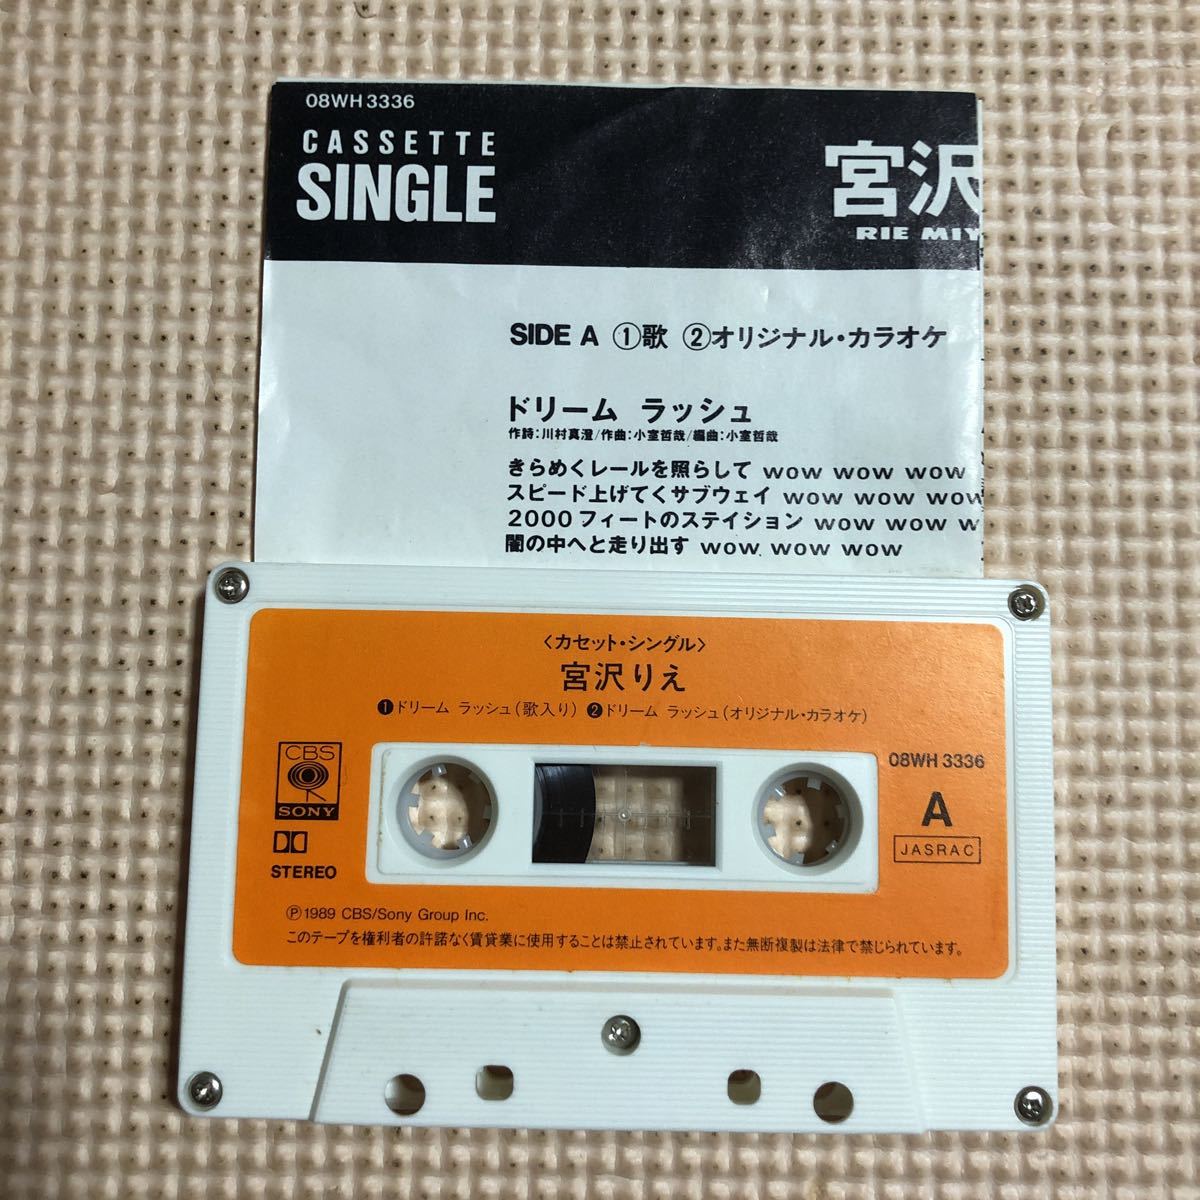 08WH3336
CASSETTE
SINGLE
宮沢
RIE MIY
SIDE A ①歌 ②オリジナル・カラオケ
ドリーム ラッシュ
作詩:川村真澄/作曲:小室哲哉/編曲:小室哲哉
きらめくレールを照らして wow wow wow
スピード上げてくサブウェイ wow wow wow
2000フィートのステイション wow wow w
闇の中へと走り出す wow wow wow
〈カセット・シングル〉
宮沢りえ
❶ドリーム ラッシュ(歌入り) ❷ドリーム ラッシュ(オリジナル・カラオケ)
CBS
SONY
STEREO
08WH 3336
A
JASRAC
Ⓟ1989 CBS/Sony Group Inc.
このテープを権利者の許諾なく賃貸業に使用することは禁止されています。また無断複製は法律で禁じられています。